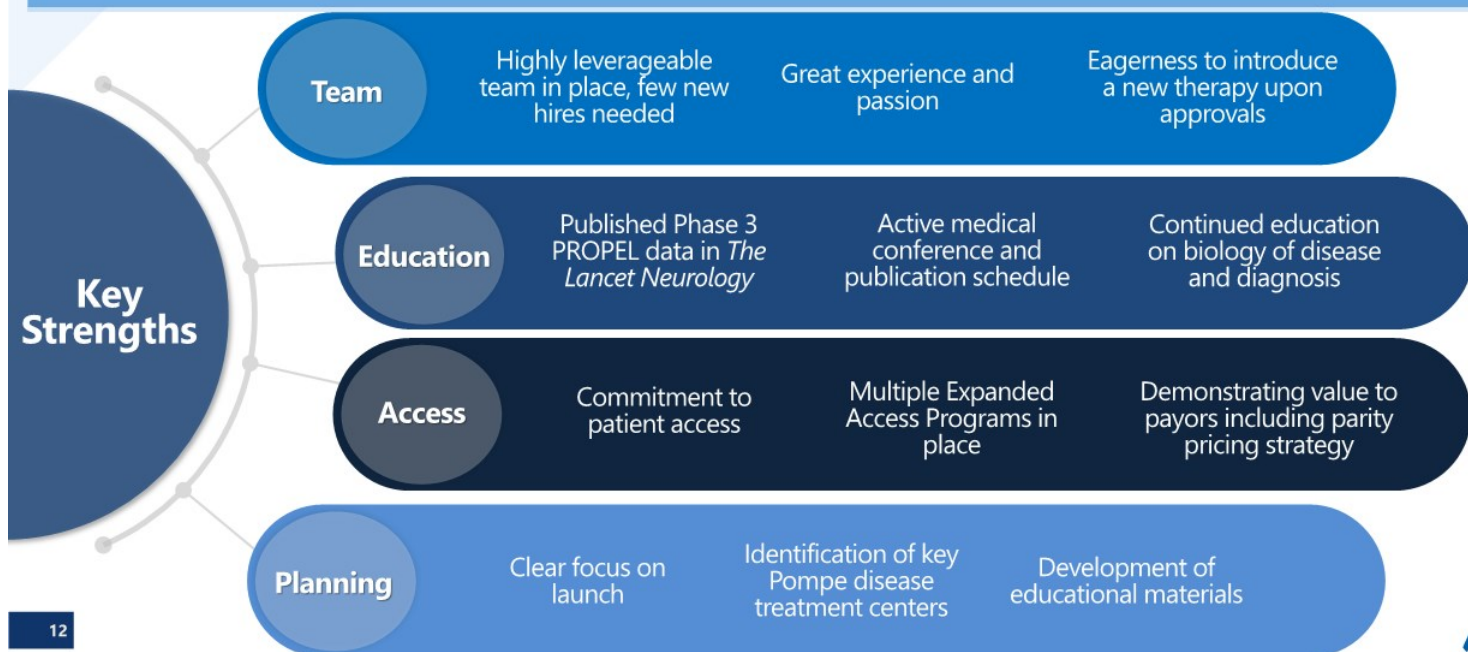 Key
Strengths
Team
Highly leverageable
team in place, few new
hires needed
Great experience and
passion
Eagerness to introduce
a new therapy upon
approvals
Education
Published Phase 3
PROPEL data in The
Lancet Neurology
Active medical
conference and
publication schedule
Continued education
on biology of disease
and diagnosis
Access
Commitment to
patient access
Multiple Expanded
Access Programs in
place
Demonstrating value to
payors including parity
pricing strategy
Planning
Clear focus on
launch
Identification of key
Pompe disease
treatment centers
Development of
educational materials
12